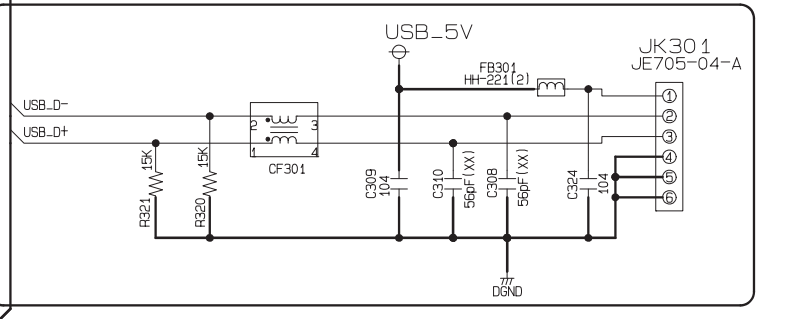 USB_5V
JK301
JE705-04-A
FB301
HH-221(2)
USB_D-
USB_D+
2
3
1
4
CF301
1
2
3
4
5
6
15K
R321
15K
R320
C309
104
C310
56pF(XX)
C308
56pF(XX)
C324
104
DGND